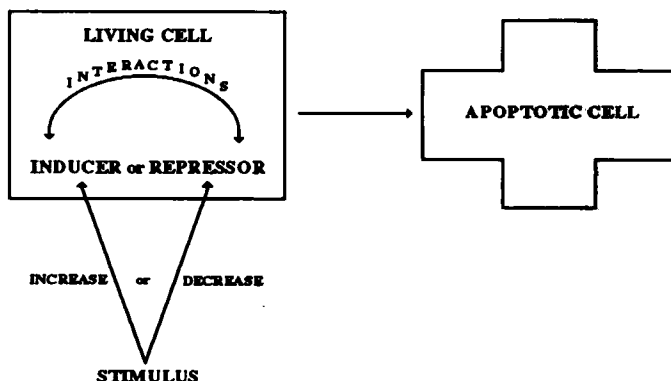 LIVING CELL
INTERACTIONS
INDUCER or REPRESSOR
APOPTOTIC CELL
INCREASE or DECREASE
STIMULUS